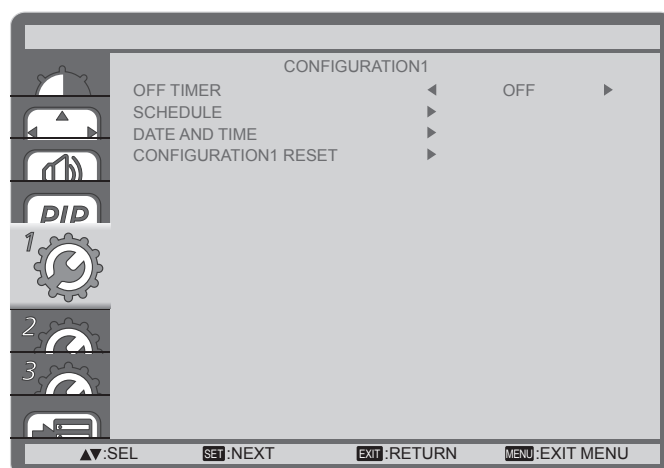 CONFIGURATION1
OFF TIMER ◀ OFF ▶
SCHEDULE ▶
DATE AND TIME ▶
CONFIGURATION1 RESET ▶
PIP
1
2
3
▲▼:SEL SET:NEXT EXIT:RETURN MENU:EXIT MENU